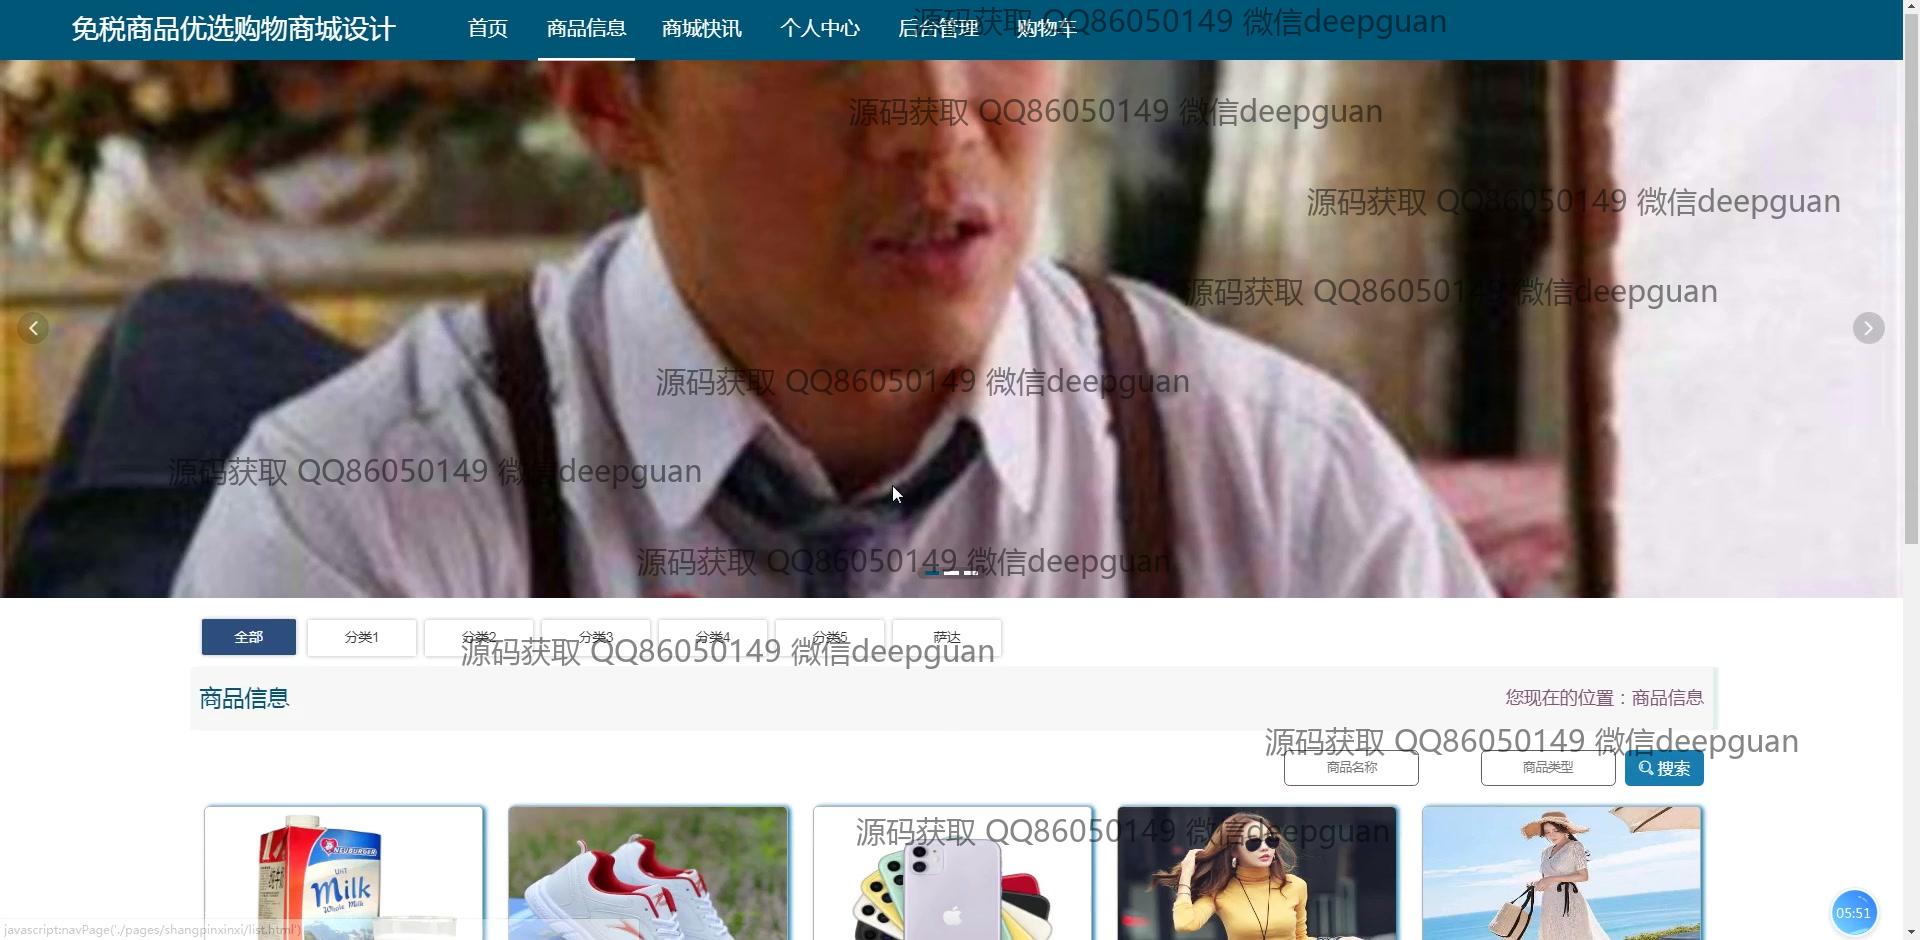 免税商品优选购物商城设计 首页 商品信息 商城快讯 个人中心 后台管理 购物车
源码获取 QQ86050149 微信deepguan
源码获取 QQ86050149 微信deepguan
源码获取 QQ86050149 微信deepguan
源码获取 QQ86050149 微信deepguan
源码获取 QQ86050149 微信deepguan
源码获取 QQ86050149 微信deepguan
源码获取 QQ86050149 微信deepguan
全部 分类1 分类2 分类3 分类4 分类5 萨达
源码获取 QQ86050149 微信deepguan
商品信息 您现在的位置：商品信息
源码获取 QQ86050149 微信deepguan
商品名称 商品类型 搜索
源码获取 QQ86050149 微信deepguan
NEUBURGER
UHT
Milk
Whole Milk
05:51
javascript:navPage('./pages/shangpinxinxi/list.html')